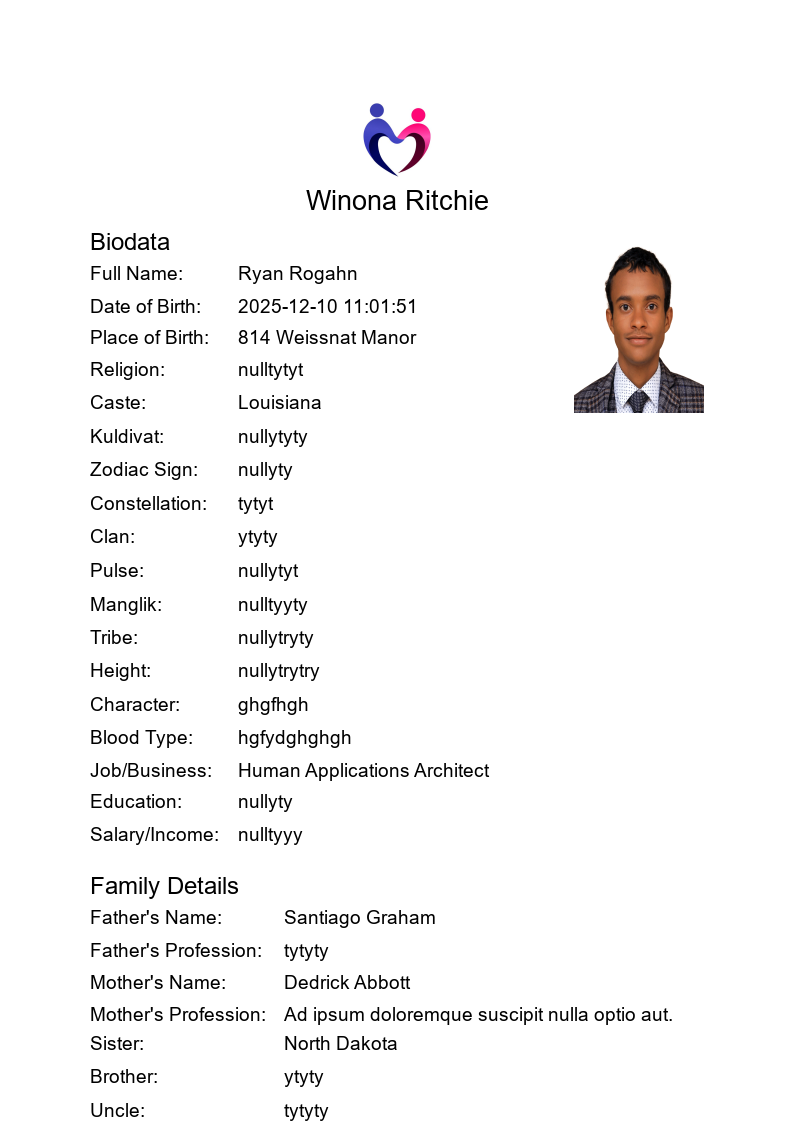 Winona Ritchie
Biodata
Full Name: Ryan Rogahn
Date of Birth: 2025-12-10 11:01:51
Place of Birth: 814 Weissnat Manor
Religion: nulltytyt
Caste: Louisiana
Kuldivat: nullytyty
Zodiac Sign: nullyty
Constellation: tytyt
Clan: ytyty
Pulse: nullytyt
Manglik: nulltyyty
Tribe: nullytryty
Height: nullytrytry
Character: ghgfhgh
Blood Type: hgfydghghgh
Job/Business: Human Applications Architect
Education: nullyty
Salary/Income: nulltyyy
Family Details
Father's Name: Santiago Graham
Father's Profession: tytyty
Mother's Name: Dedrick Abbott
Mother's Profession: Ad ipsum doloremque suscipit nulla optio aut.
Sister: North Dakota
Brother: ytyty
Uncle: tytyty